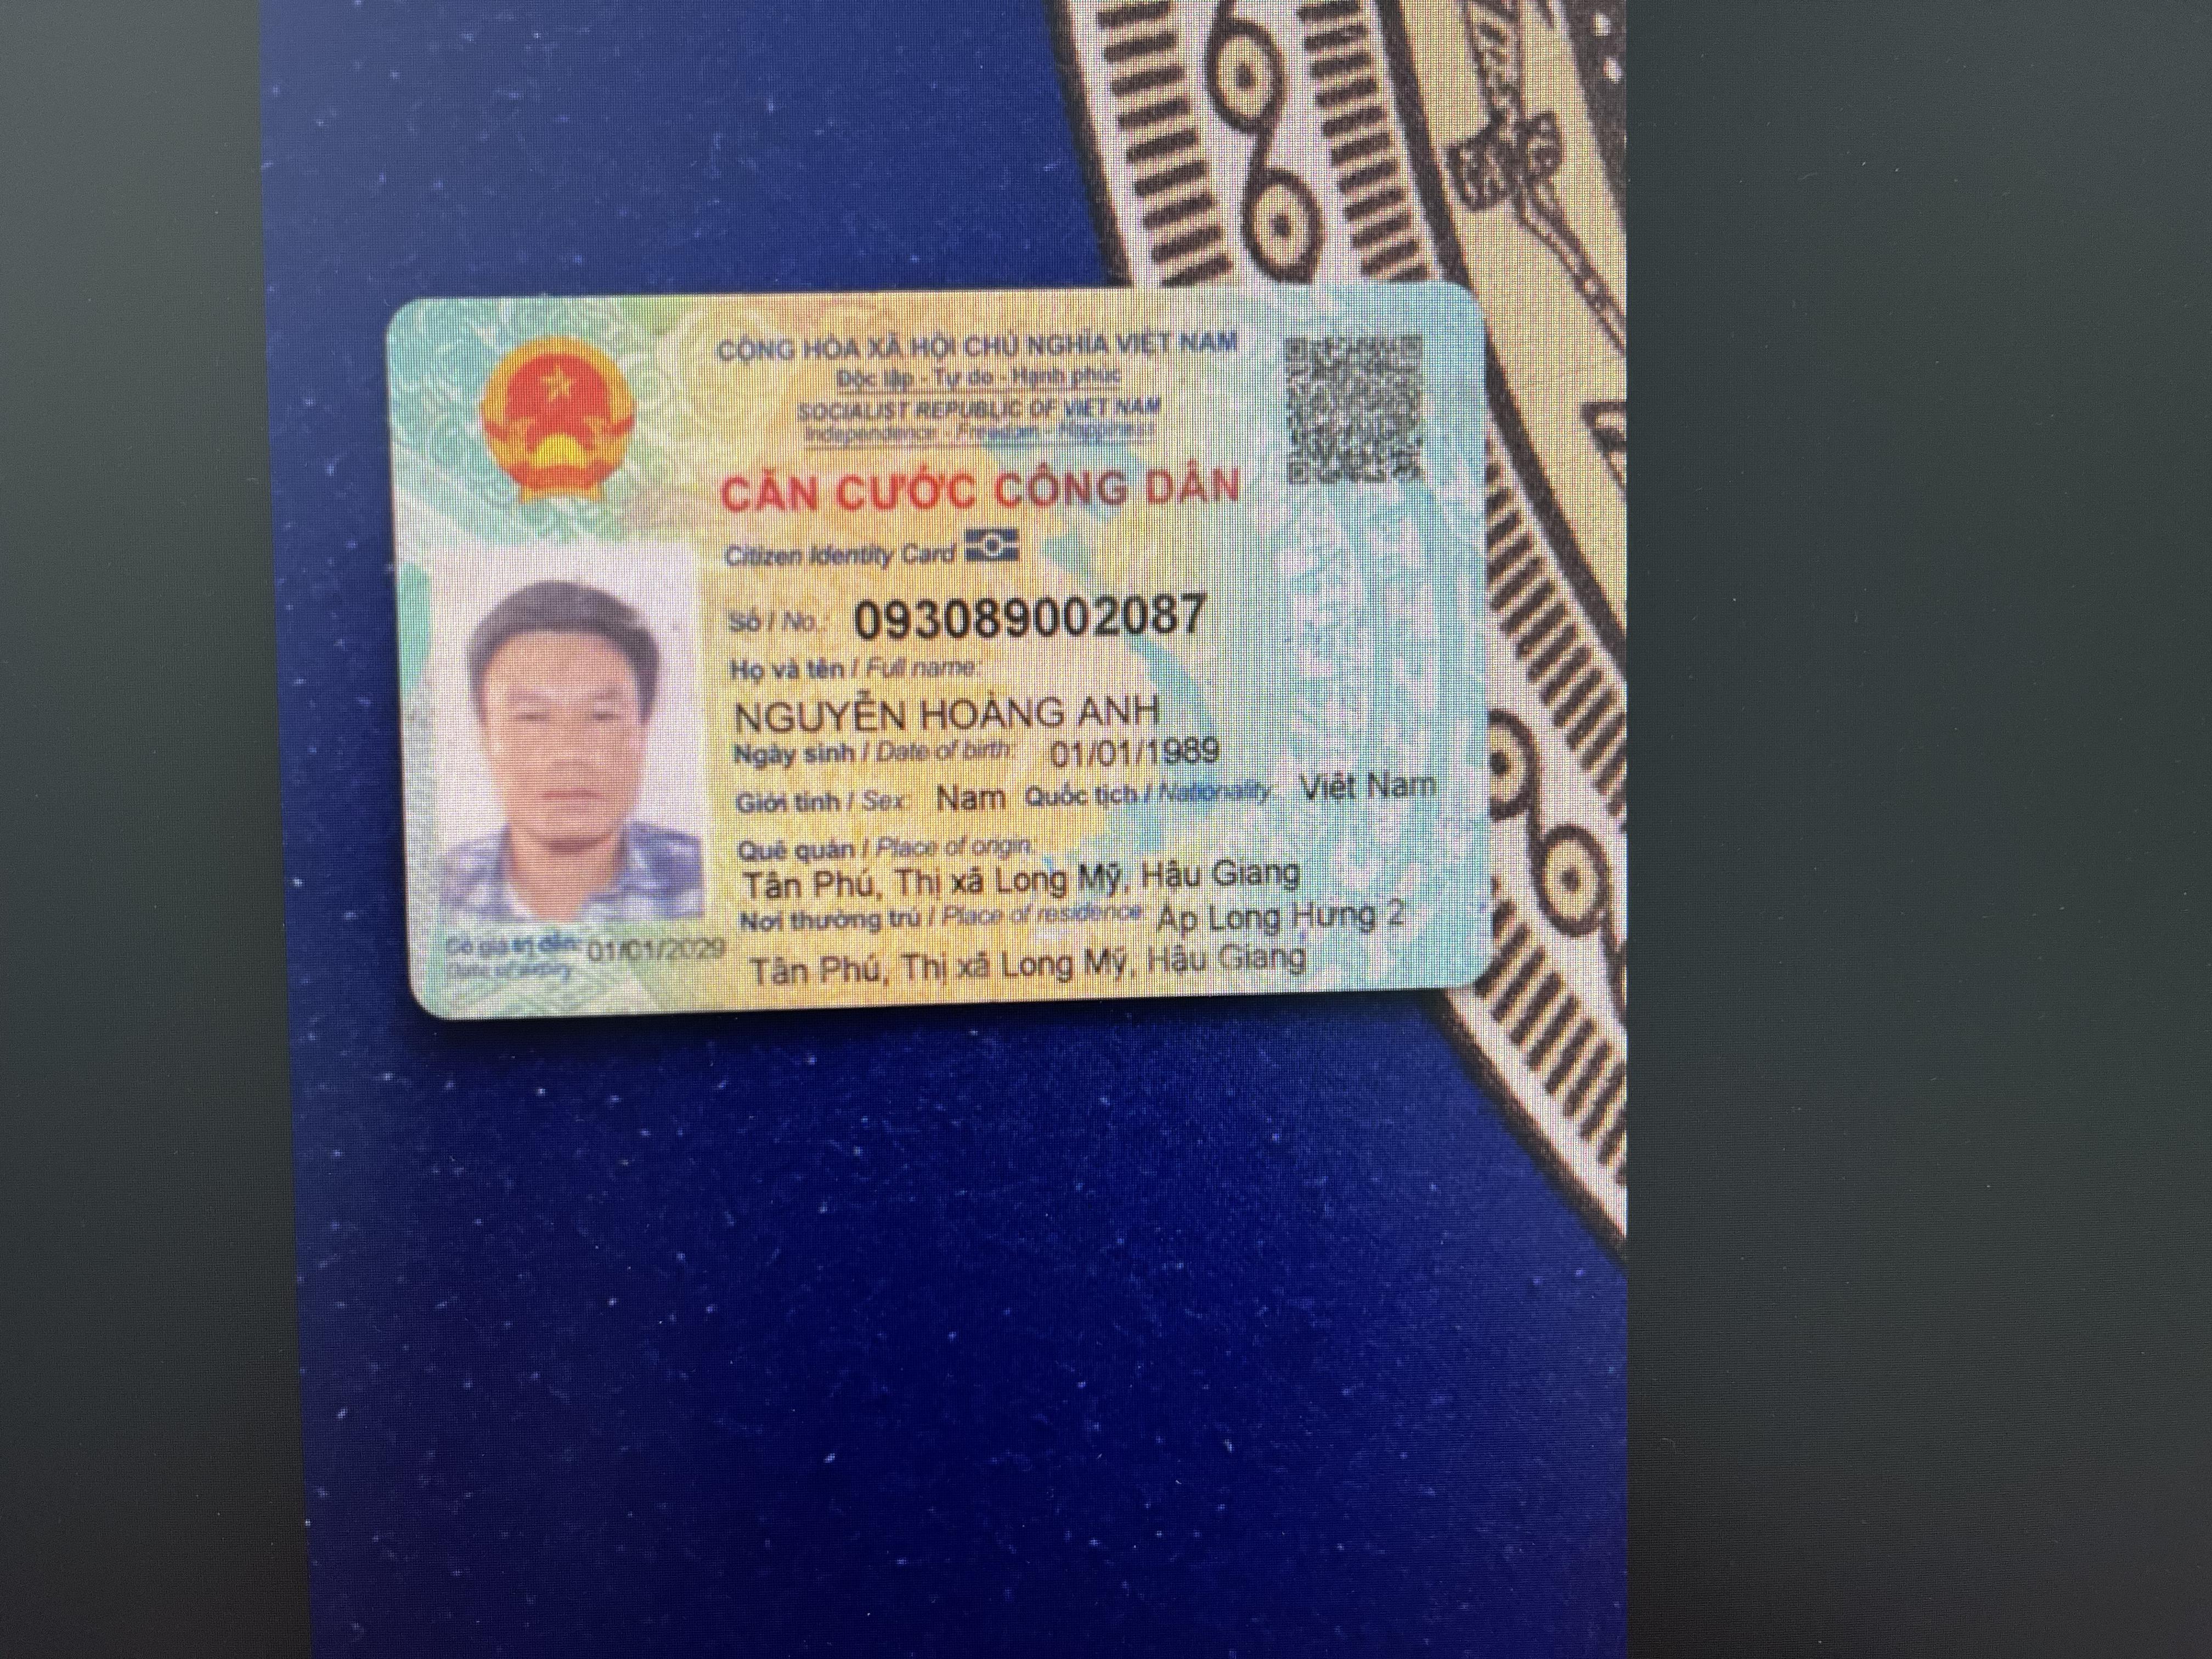 CỘNG HÒA XÃ HỘI CHỦ NGHĨA VIỆT NAM
Độc lập - Tự do - Hạnh phúc
SOCIALIST REPUBLIC OF VIET NAM
Independence - Freedom - Happiness
CĂN CƯỚC CÔNG DÂN
Citizen Identity Card
Số / No.: 093089002087
Họ và tên / Full name:
NGUYỄN HOÀNG ANH
Ngày sinh / Date of birth: 01/01/1989
Giới tính / Sex: Nam Quốc tịch / Nationality: Việt Nam
Quê quán / Place of origin:
Tân Phú, Thị xã Long Mỹ, Hậu Giang
Nơi thường trú / Place of residence: Ấp Long Hưng 2
Tân Phú, Thị xã Long Mỹ, Hậu Giang
Có giá trị đến: 01/01/2029
Date of expiry